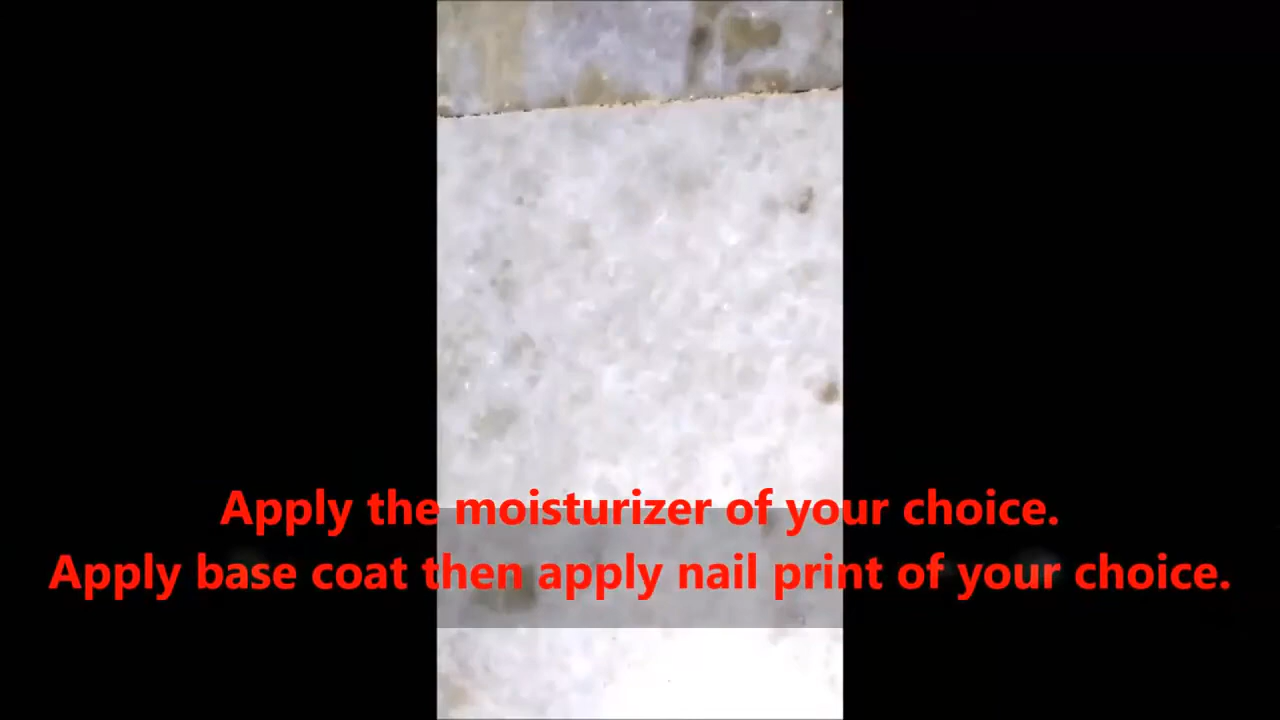 Apply the moisturizer of your choice.
Apply base coat then apply nail print of your choice.